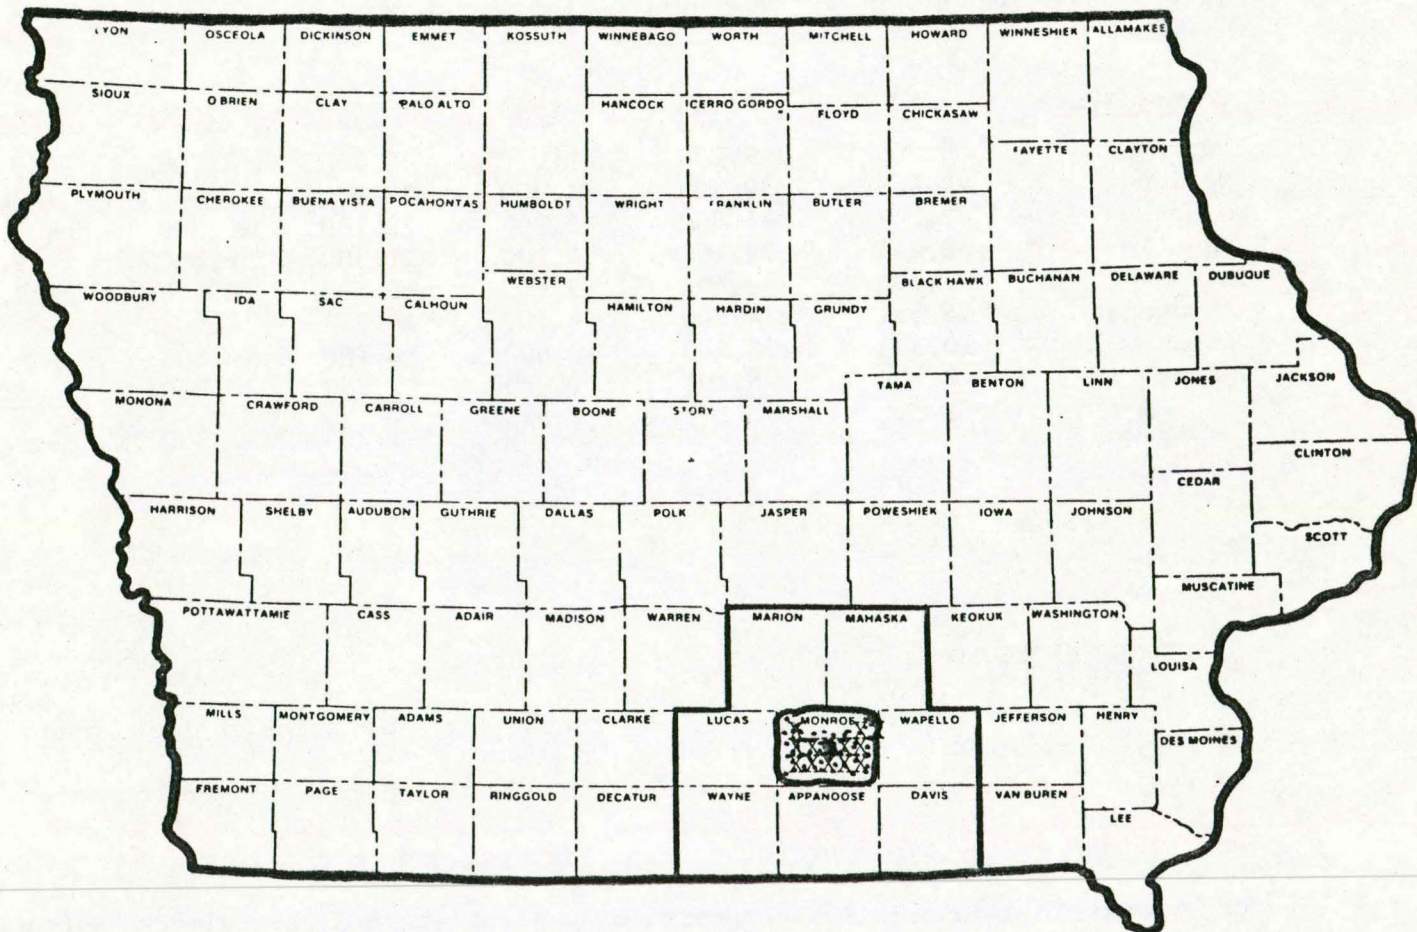 LYON OSCEOLA DICKINSON EMMET KOSSUTH WINNEBAGO WORTH MITCHELL HOWARD WINNESHIEK ALLAMAKEE
SIOUX O BRIEN CLAY PALO ALTO HANCOCK CERRO GORDO FLOYD CHICKASAW
FAYETTE CLAYTON
PLYMOUTH CHEROKEE BUENA VISTA POCAHONTAS HUMBOLDT WRIGHT FRANKLIN BUTLER BREMER
WEBSTER BLACK HAWK BUCHANAN DELAWARE DUBUQUE
WOODBURY IDA SAC CALHOUN HAMILTON HARDIN GRUNDY
TAMA BENTON LINN JONES JACKSON
MONONA CRAWFORD CARROLL GREENE BOONE STORY MARSHALL
CLINTON
CEDAR
HARRISON SHELBY AUDUBON GUTHRIE DALLAS POLK JASPER POWESHIEK IOWA JOHNSON
SCOTT
MUSCATINE
POTTAWATTAMIE CASS ADAIR MADISON WARREN MARION MAHASKA KEOKUK WASHINGTON
LOUISA
MILLS MONTGOMERY ADAMS UNION CLARKE LUCAS MONROE WAPELLO JEFFERSON HENRY
DES MOINES
FREMONT PAGE TAYLOR RINGGOLD DECATUR WAYNE APPANOOSE DAVIS VAN BUREN
LEE